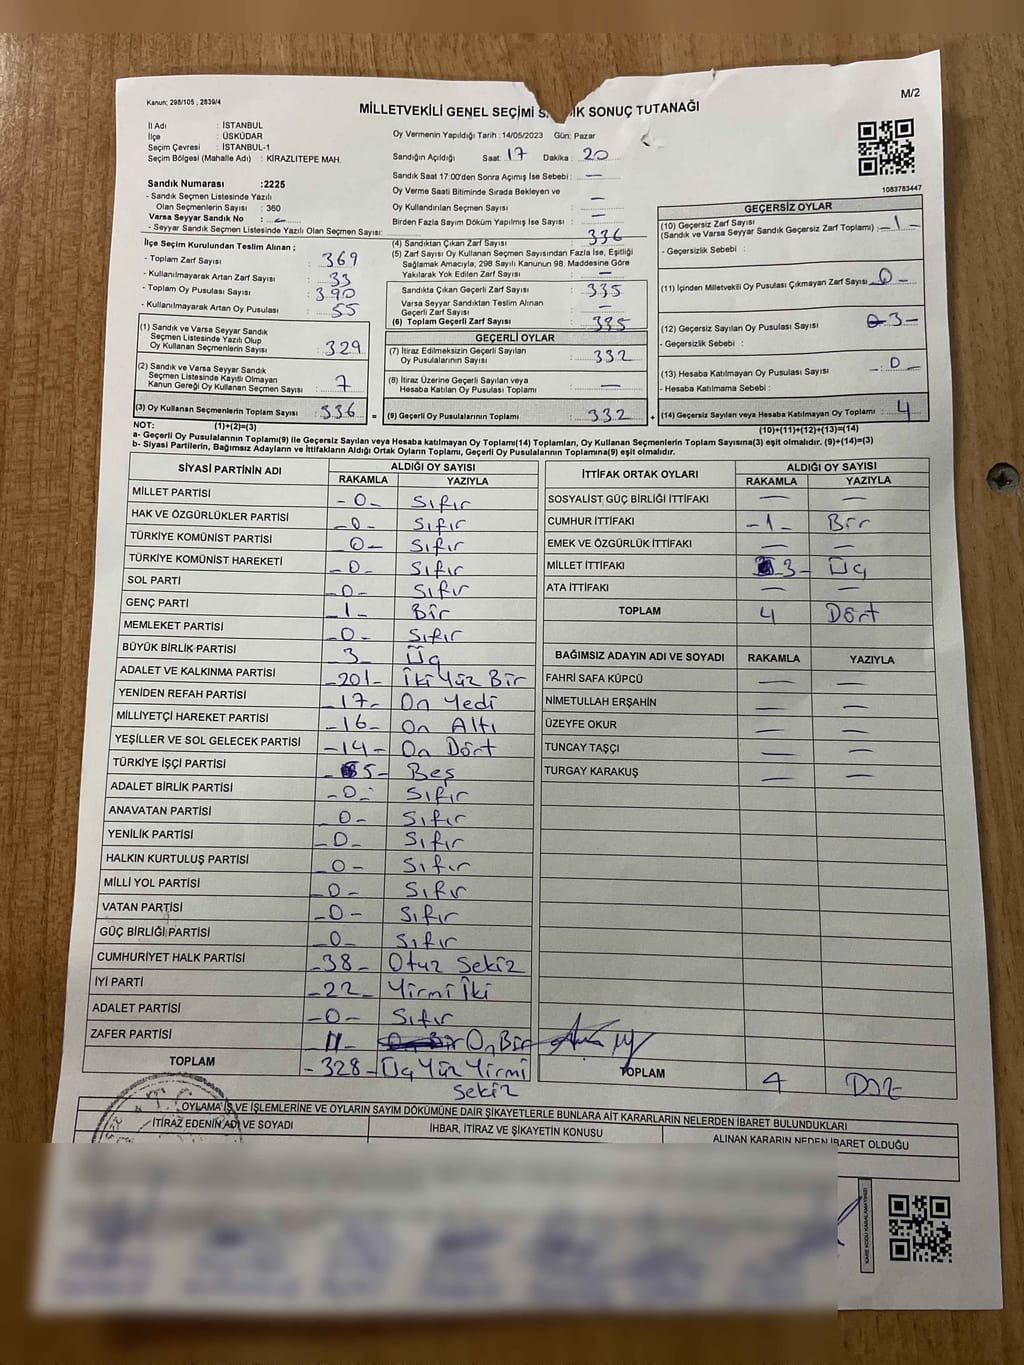 Kanun; 298/105 , 2839/4
M/2
MİLLETVEKİLİ GENEL SEÇİMİ IK SONUÇ TUTANAĞI
İl Adı : İSTANBUL
İlçe : ÜSKÜDAR
Seçim Çevresi : İSTANBUL-1
Seçim Bölgesi (Mahalle Adı) : KİRAZLITEPE MAH.
Oy Vermenin Yapıldığı Tarih :14/05/2023 Gün: Pazar
Sandığın Açıldığı Saat: 17 Dakika : 20
Sandık Saat 17:00'den Sonra Açımış İse Sebebi : —
Oy Verme Saati Bitiminde Sırada Bekleyen ve
Oy Kullandırılan Seçmen Sayısı : —
Birden Fazla Sayım Döküm Yapılmış İse Sayısı : —
1083783447
Sandık Numarası :2225
- Sandık Seçmen Listesinde Yazılı
Olan Seçmenlerin Sayısı : 360
Varsa Seyyar Sandık No :
- Seyyar Sandık Seçmen Listesinde Yazılı Olan Seçmen Sayısı:
İlçe Seçim Kurulundan Teslim Alınan ;
- Toplam Zarf Sayısı : 369
- Kullanılmayarak Artan Zarf Sayısı : 33
- Toplam Oy Pusulası Sayısı : 390
- Kullanılmayarak Artan Oy Pusulası : 55
(1) Sandık ve Varsa Seyyar Sandık
Seçmen Listesinde Yazılı Olup
Oy Kullanan Seçmenlerin Sayısı : 329
(2) Sandık ve Varsa Seyyar Sandık
Seçmen Listesinde Kayıtlı Olmayan
Kanun Gereği Oy Kullanan Seçmen Sayısı : 7
(3) Oy Kullanan Seçmenlerin Toplam Sayısı : 336 =
(4) Sandıktan Çıkan Zarf Sayısı : 336
(5) Zarf Sayısı Oy Kullanan Seçmen Sayısından Fazla İse, Eşitliği
Sağlamak Amacıyla; 298 Sayılı Kanunun 98. Maddesine Göre
Yakılarak Yok Edilen Zarf Sayısı : —
Sandıkta Çıkan Geçerli Zarf Sayısı : 335
Varsa Seyyar Sandıktan Teslim Alınan
Geçerli Zarf Sayısı : —
(6) Toplam Geçerli Zarf Sayısı : 335
GEÇERLİ OYLAR
(7) İtiraz Edilmeksizin Geçerli Sayılan
Oy Pusulalarının Sayısı : 332
(8) İtiraz Üzerine Geçerli Sayılan veya
Hesaba Katılan Oy Pusulası Toplamı : —
(9) Geçerli Oy Pusulalarının Toplamı : 332 +
GEÇERSİZ OYLAR
(10) Geçersiz Zarf Sayısı
(Sandık ve Varsa Seyyar Sandık Geçersiz Zarf Toplamı) : - 1 -
- Geçersizlik Sebebi :
(11) İçinden Milletvekili Oy Pusulası Çıkmayan Zarf Sayısı : 0 -
(12) Geçersiz Sayılan Oy Pusulası Sayısı : 3 -
- Geçersizlik Sebebi :
(13) Hesaba Katılmayan Oy Pusulası Sayısı : - 0 -
- Hesaba Katılmama Sebebi :
(14) Geçersiz Sayılan veya Hesaba Katılmayan Oy Toplamı : 4
NOT: (1)+(2)=(3)
(10)+(11)+(12)+(13)=(14)
a- Geçerli Oy Pusulalarının Toplamı(9) ile Geçersiz Sayılan veya Hesaba katılmayan Oy Toplamı(14) Toplamları, Oy Kullanan Seçmenlerin Toplam Sayısına(3) eşit olmalıdır. (9)+(14)=(3)
b- Siyasi Partilerin, Bağımsız Adayların ve İttifakların Aldığı Ortak Oyların Toplamı, Geçerli Oy Pusulalarının Toplamına(9) eşit olmalıdır.
SİYASİ PARTİNİN ADI ALDIĞI OY SAYISI
RAKAMLA YAZIYLA
MİLLET PARTİSİ - 0 - Sıfır
HAK VE ÖZGÜRLÜKLER PARTİSİ - 0 - Sıfır
TÜRKİYE KOMÜNİST PARTİSİ - 0 - Sıfır
TÜRKİYE KOMÜNİST HAREKETİ - 0 - Sıfır
SOL PARTİ - 0 - Sıfır
GENÇ PARTİ - 1 - Bir
MEMLEKET PARTİSİ - 0 - Sıfır
BÜYÜK BİRLİK PARTİSİ - 3 - Üç
ADALET VE KALKINMA PARTİSİ - 201 - İki Yüz Bir
YENİDEN REFAH PARTİSİ - 17 - On Yedi
MİLLİYETÇİ HAREKET PARTİSİ - 16 - On Altı
YEŞİLLER VE SOL GELECEK PARTİSİ - 14 - On Dört
TÜRKİYE İŞÇİ PARTİSİ - 5 - Beş
ADALET BİRLİK PARTİSİ - 0 - Sıfır
ANAVATAN PARTİSİ - 0 - Sıfır
YENİLİK PARTİSİ - 0 - Sıfır
HALKIN KURTULUŞ PARTİSİ - 0 - Sıfır
MİLLİ YOL PARTİSİ - 0 - Sıfır
VATAN PARTİSİ - 0 - Sıfır
GÜÇ BİRLİĞİ PARTİSİ - 0 - Sıfır
CUMHURİYET HALK PARTİSİ - 38 - Otuz Sekiz
İYİ PARTİ - 22 - Yirmi İki
ADALET PARTİSİ - 0 - Sıfır
ZAFER PARTİSİ - 11 - On Bir
TOPLAM - 328 - Üç Yüz Yirmi
Sekiz
İTTİFAK ORTAK OYLARI ALDIĞI OY SAYISI
RAKAMLA YAZIYLA
SOSYALİST GÜÇ BİRLİĞİ İTTİFAKI — —
CUMHUR İTTİFAKI - 1 - Bir
EMEK VE ÖZGÜRLÜK İTTİFAKI — —
MİLLET İTTİFAKI 3 - Üç
ATA İTTİFAKI — —
TOPLAM 4 Dört
BAĞIMSIZ ADAYIN ADI VE SOYADI RAKAMLA YAZIYLA
FAHRİ SAFA KÜPCÜ — —
NİMETULLAH ERŞAHİN — —
ÜZEYFE OKUR — —
TUNCAY TAŞÇI — —
TURGAY KARAKUŞ — —
TOPLAM 4
OYLAMA İŞ VE İŞLEMLERİNE VE OYLARIN SAYIM DÖKÜMÜNE DAİR ŞİKAYETLERLE BUNLARA AİT KARARLARIN NELERDEN İBARET BULUNDUKLARI
İTİRAZ EDENİN ADI VE SOYADI İHBAR, İTİRAZ VE ŞİKAYETİN KONUSU ALINAN KARARIN NEDEN İBARET OLDUĞU
KARE KODU KARALAMAYINIZ!